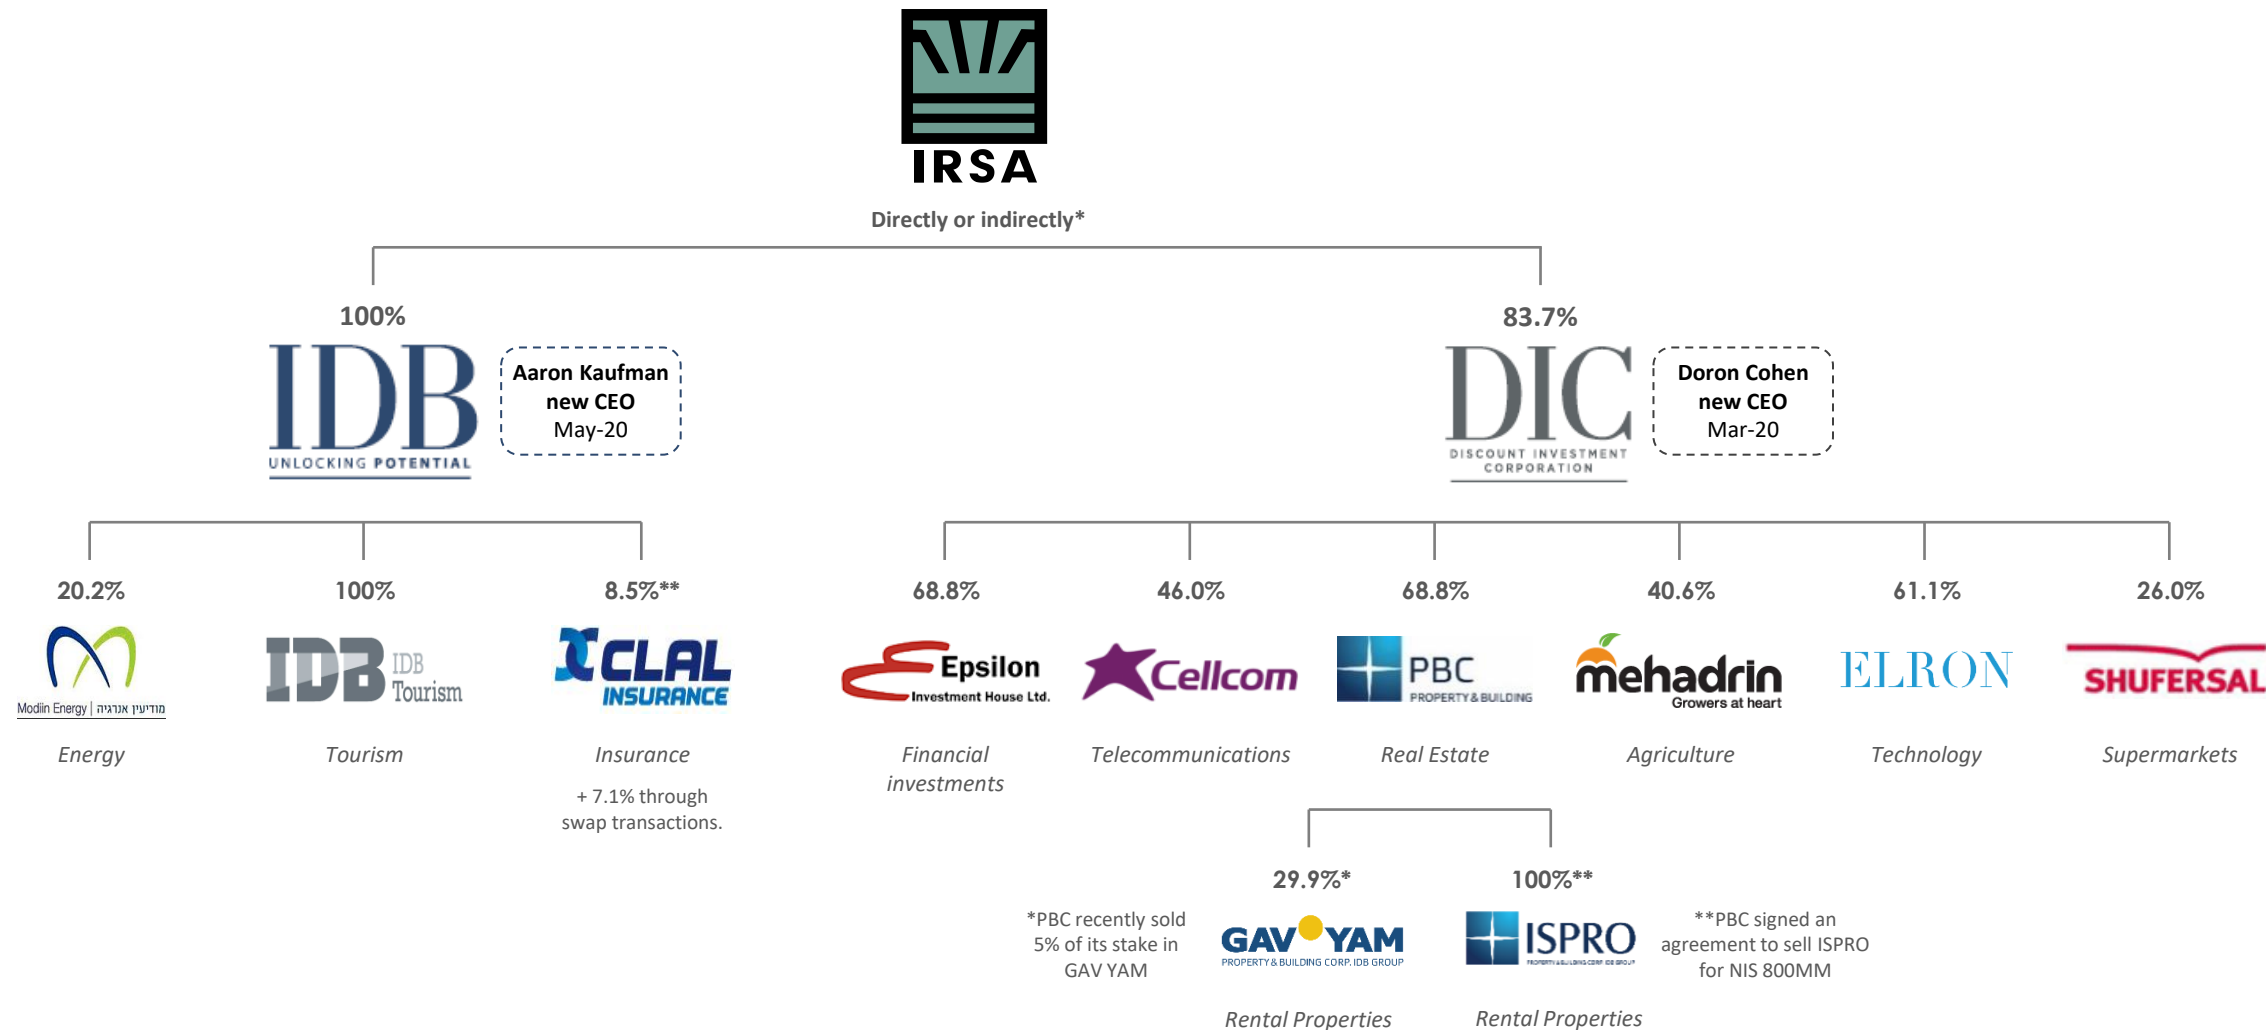 IRSA
Directly or indirectly*
100%
83.7%
IDB
UNLOCKING POTENTIAL
Aaron Kaufman
new CEO
May-20
DIC
DISCOUNT INVESTMENT
CORPORATION
Doron Cohen
new CEO
Mar-20
20.2%
100%
8.5%**
68.8%
46.0%
68.8%
40.6%
61.1%
26.0%
Modiin Energy | מודיעין אנרגיה
IDB
IDB
Tourism
CLAL
INSURANCE
Epsilon
Investment House Ltd.
Cellcom
PBC
PROPERTY & BUILDING
mehadrin
Growers at heart
ELRON
SHUFERSAL
Energy
Tourism
Insurance
Financial
investments
Telecommunications
Real Estate
Agriculture
Technology
Supermarkets
+ 7.1% through
swap transactions.
29.9%*
100%**
*PBC recently sold
5% of its stake in
GAV YAM
GAV YAM
PROPERTY & BUILDING CORP. IDB GROUP
ISPRO
PROPERTY & BUILDING CORP. IDB GROUP
**PBC signed an
agreement to sell ISPRO
for NIS 800MM
Rental Properties
Rental Properties